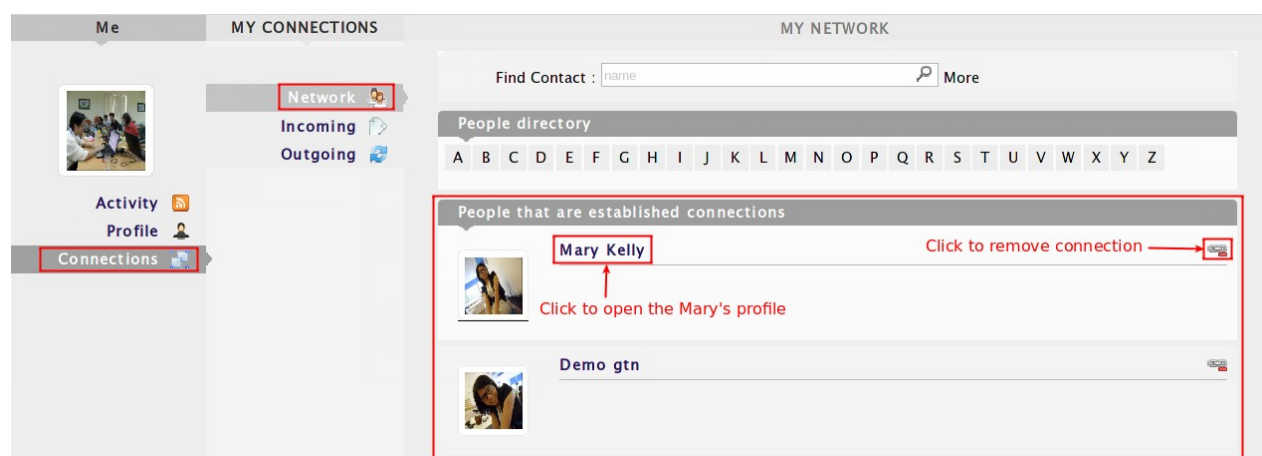 Me
MY CONNECTIONS
MY NETWORK
Find Contact : name More
Network
Incoming
Outgoing
People directory
A B C D E F G H I J K L M N O P Q R S T U V W X Y Z
Activity
Profile
Connections
People that are established connections
Mary Kelly
Click to remove connection
Click to open the Mary's profile
Demo gtn